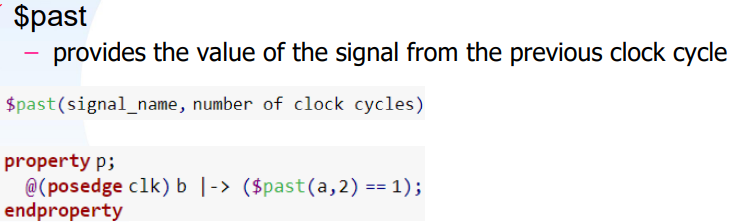 $past
– provides the value of the signal from the previous clock cycle
$past(signal_name, number of clock cycles)
property p;
@(posedge clk) b |-> ($past(a,2) == 1);
endproperty